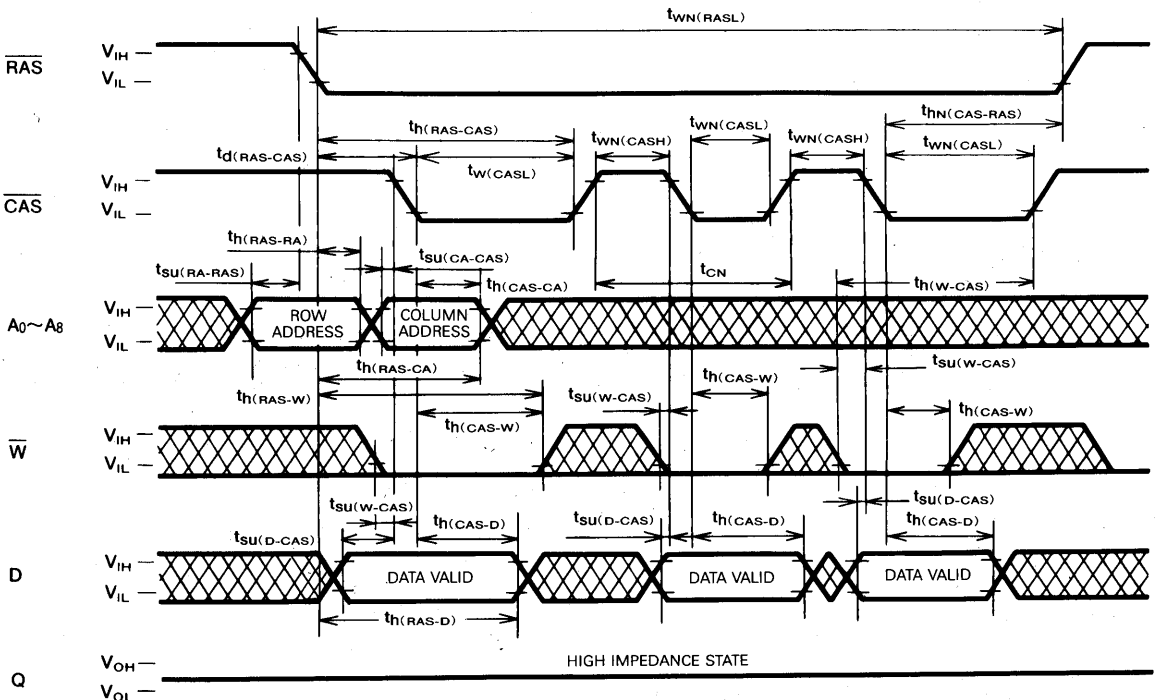 tWN(RASL)
RAS
VIH
VIL
th(RAS-CAS)
tWN(CASH)
tWN(CASL)
tWN(CASH)
thN(CAS-RAS)
td(RAS-CAS)
tW(CASL)
tWN(CASL)
CAS
VIH
VIL
th(RAS-RA)
tsu(RA-RAS)
tsu(CA-CAS)
th(CAS-CA)
tCN
th(W-CAS)
A0~A8
VIH
VIL
ROW
ADDRESS
COLUMN
ADDRESS
th(RAS-CA)
th(RAS-W)
th(CAS-W)
tsu(W-CAS)
th(CAS-W)
tsu(W-CAS)
th(CAS-W)
W
VIH
VIL
tsu(W-CAS)
tsu(D-CAS)
th(CAS-D)
tsu(D-CAS)
th(CAS-D)
tsu(D-CAS)
th(CAS-D)
D
VIH
VIL
DATA VALID
DATA VALID
DATA VALID
th(RAS-D)
Q
VOH
VOL
HIGH IMPEDANCE STATE